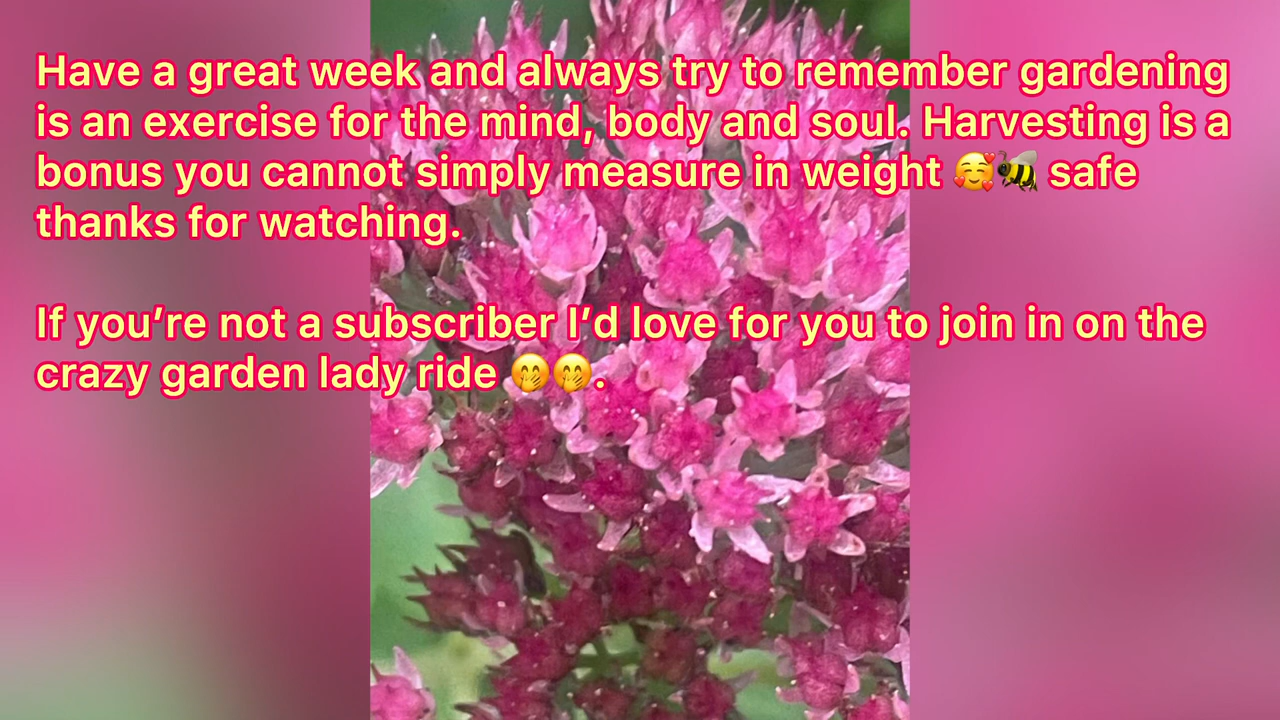 Have a great week and always try to remember gardening
is an exercise for the mind, body and soul. Harvesting is a
bonus you cannot simply measure in weight 🥰🐝 safe
thanks for watching.
If you’re not a subscriber I’d love for you to join in on the
crazy garden lady ride 🤭🤭.